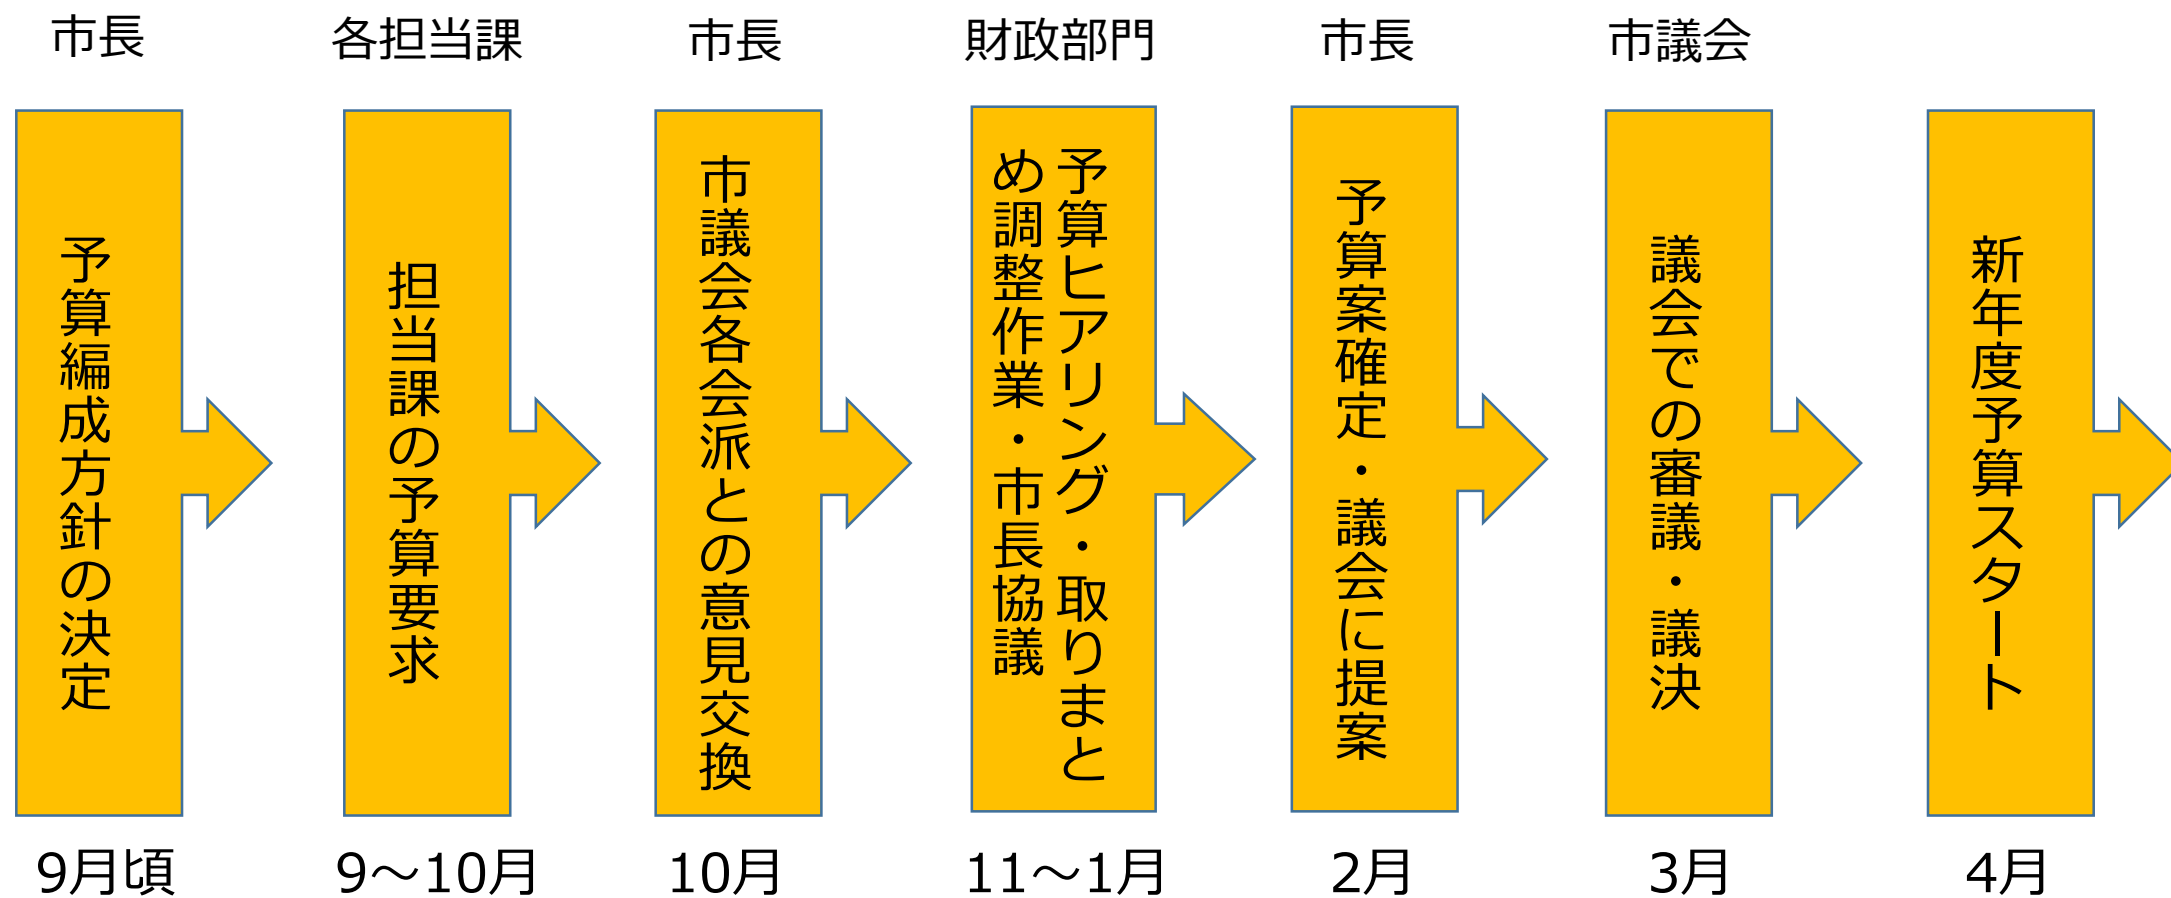 市長
各担当課
市長
財政部門
市長
市議会
予算編成方針の決定
担当課の予算要求
市議会各会派との意見交換
予算ヒアリング・取りまと
め調整作業・市長協議
予算案確定・議会に提案
議会での審議・議決
新年度予算スタート
9月頃
9～10月
10月
11～1月
2月
3月
4月